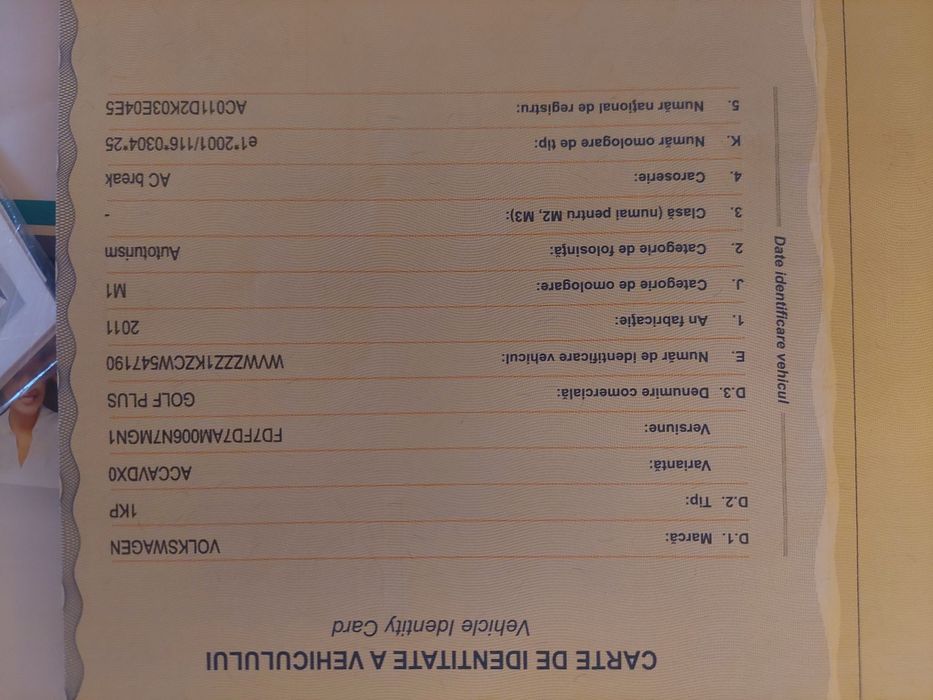 CARTE DE IDENTITATE A VEHICULULUI
Vehicle Identity Card
Date identificare vehicul
D.1. Marcă: VOLKSWAGEN
D.2. Tip: 1KP
Variantă: ACCAVDX0
Versiune: FD7FD7AM006N7MGN1
D.3. Denumire comercială: GOLF PLUS
E. Număr de identificare vehicul: WVWZZZ1KZCW547190
1. An fabricaţie: 2011
J. Categorie de omologare: M1
2. Categorie de folosinţă: Autoturism
3. Clasă (numai pentru M2, M3): -
4. Caroserie: AC break
K. Număr omologare de tip: e1*2001/116*0304*25
5. Număr naţional de registru: AC011D2K03E04E5